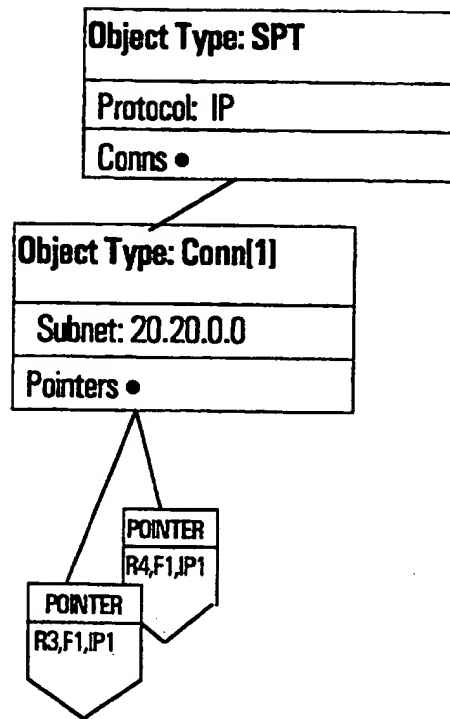 Object Type: SPT
Protocol: IP
Conns •
Object Type: Conn[1]
Subnet: 20.20.0.0
Pointers •
POINTER
R4,F1,IP1
POINTER
R3,F1,IP1